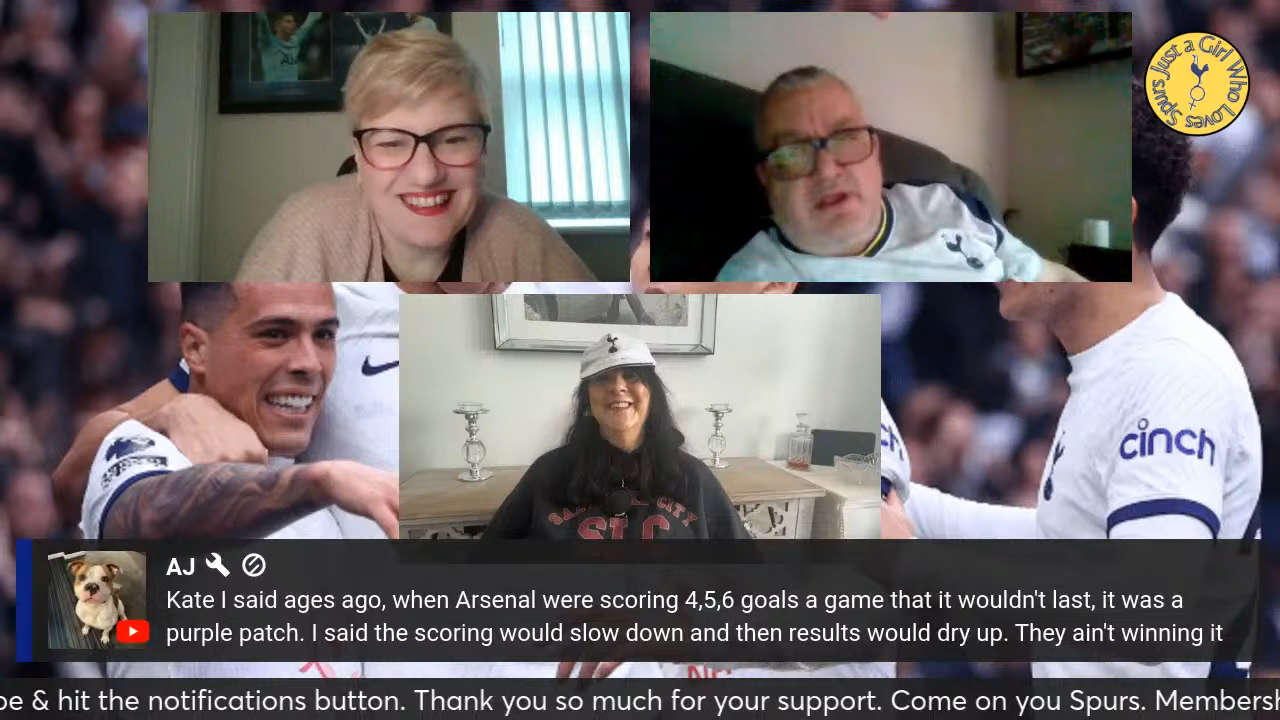 Just a Girl Who Loves Spurs
cinch
SLC
AJ
Kate I said ages ago, when Arsenal were scoring 4,5,6 goals a game that it wouldn't last, it was a
purple patch. I said the scoring would slow down and then results would dry up. They ain't winning it
be & hit the notifications button. Thank you so much for your support. Come on you Spurs. Membersh